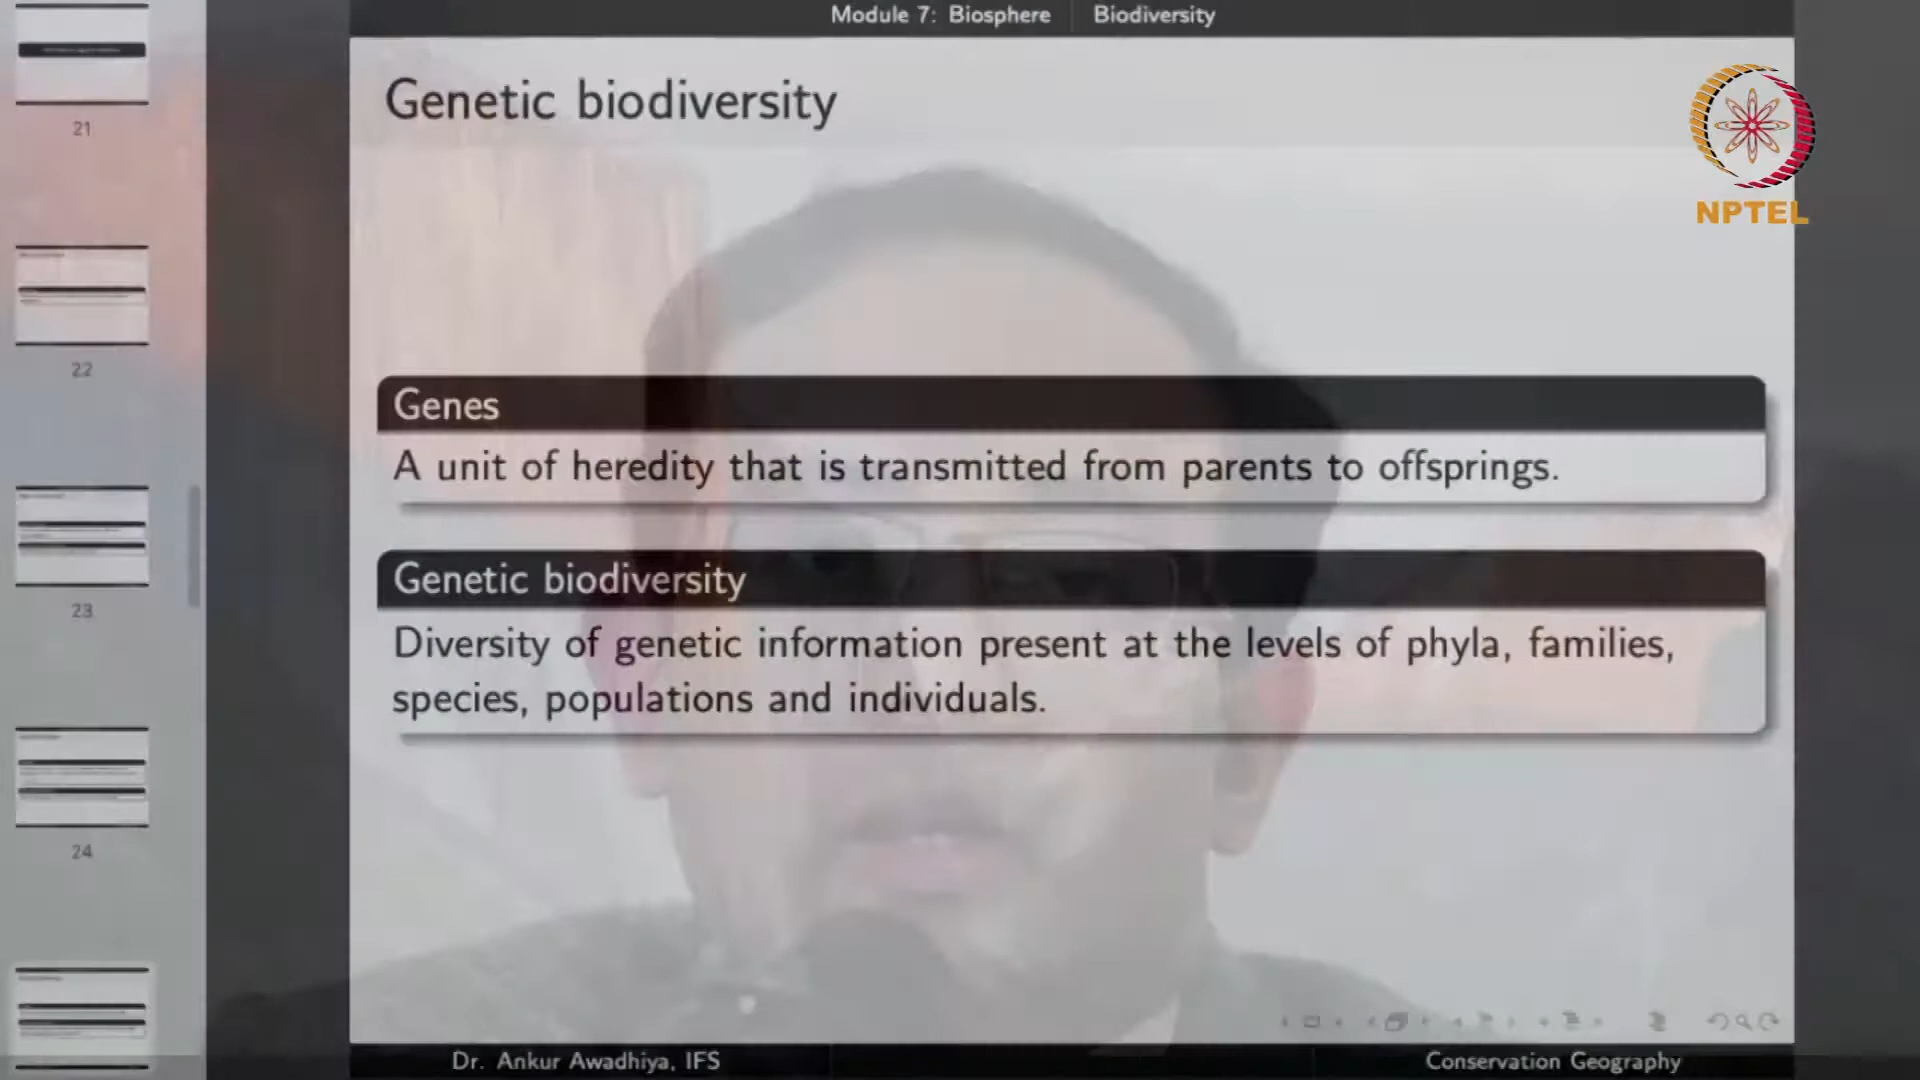 Module 7: Biosphere Biodiversity
Genetic biodiversity
NPTEL
Genes
A unit of heredity that is transmitted from parents to offsprings.
Genetic biodiversity
Diversity of genetic information present at the levels of phyla, families,
species, populations and individuals.
21
22
23
24
Dr. Ankur Awadhiya, IFS Conservation Geography